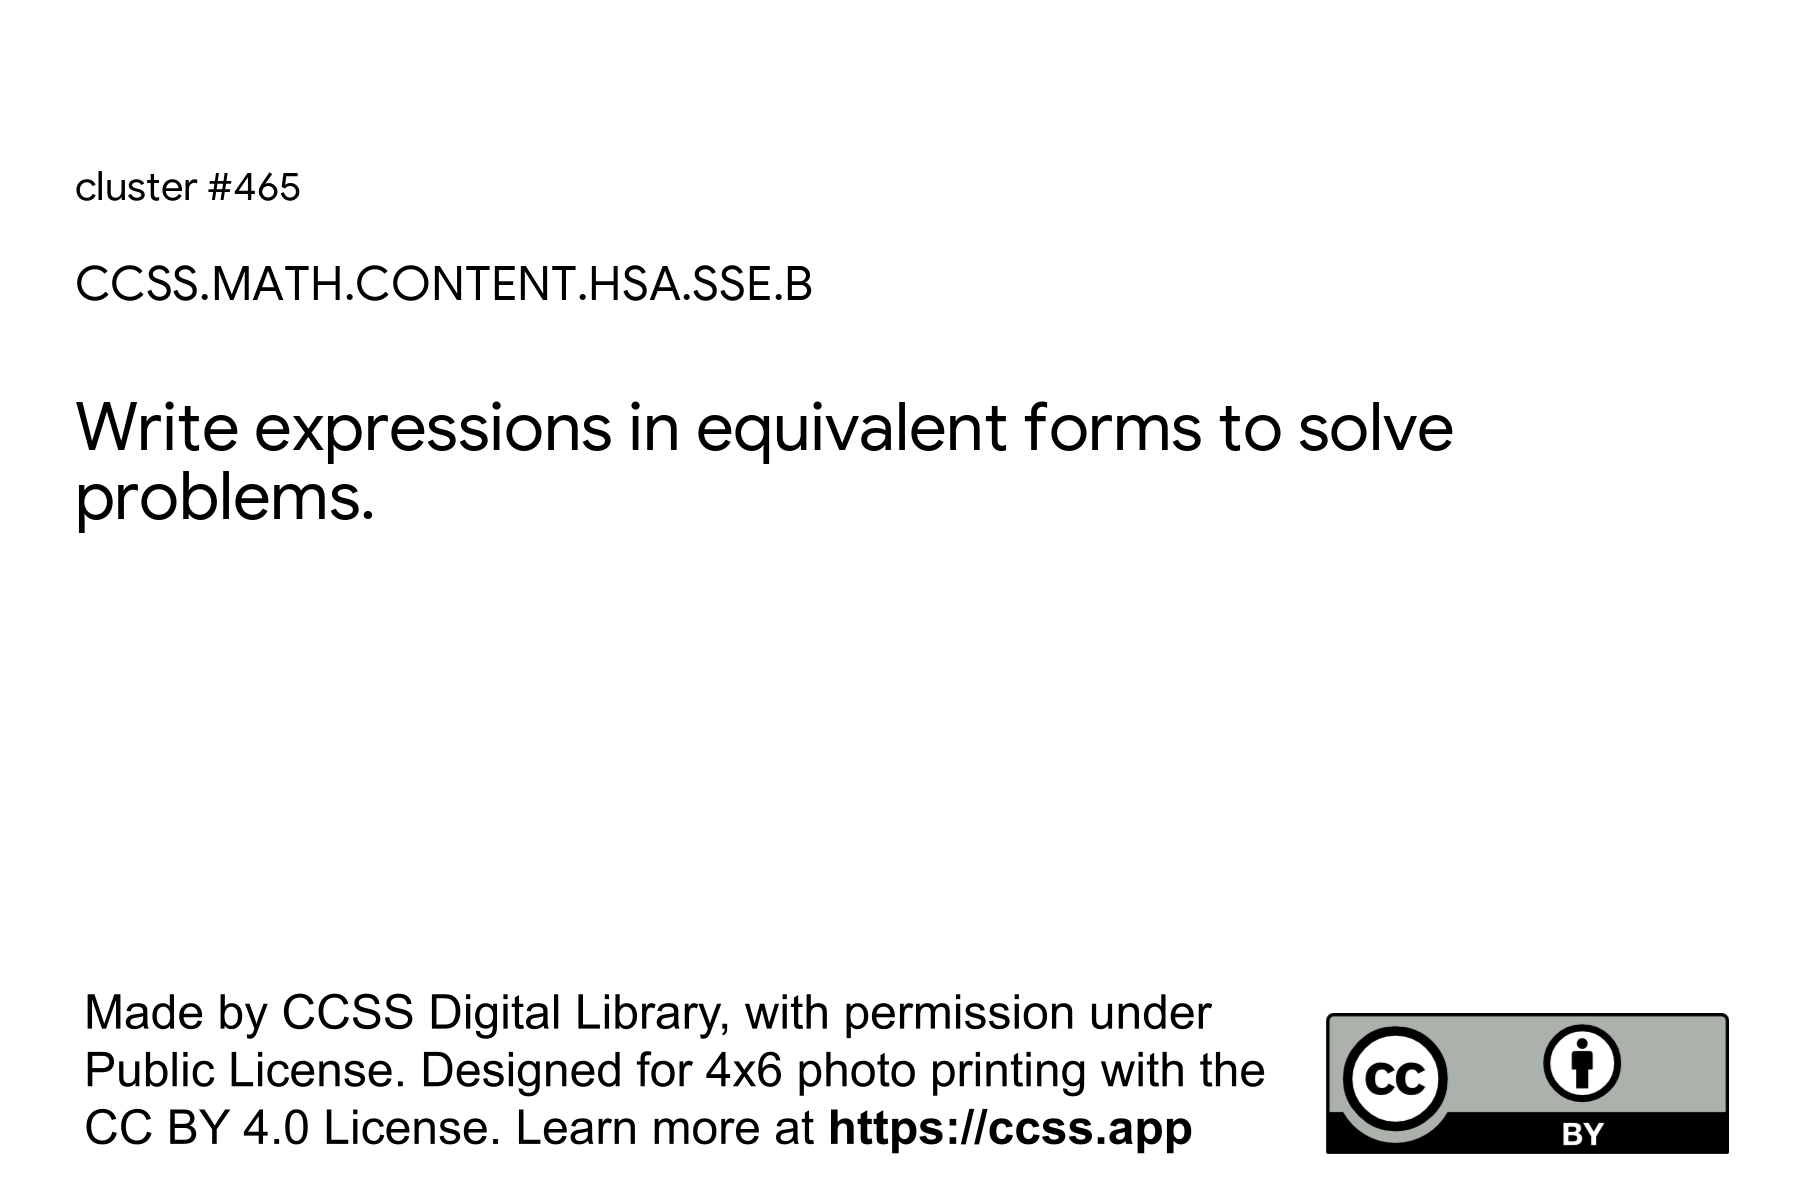 cluster #465
CCSS.MATH.CONTENT.HSA.SSE.B
Write expressions in equivalent forms to solve
problems.
Made by CCSS Digital Library, with permission under
Public License. Designed for 4x6 photo printing with the
CC BY 4.0 License. Learn more at https://ccss.app
CC
BY